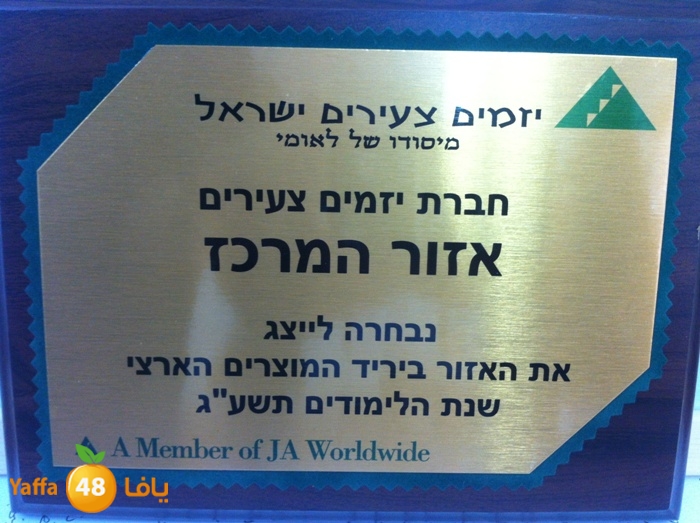 יזמים צעירים ישראל
מיסודו של לאומי
חברת יזמים צעירים
אזור המרכז
נבחרה לייצג
את האזור ביריד המוצרים הארצי
שנת הלימודים תשע"ג
A Member of JA Worldwide
Yaffa 48 يافا